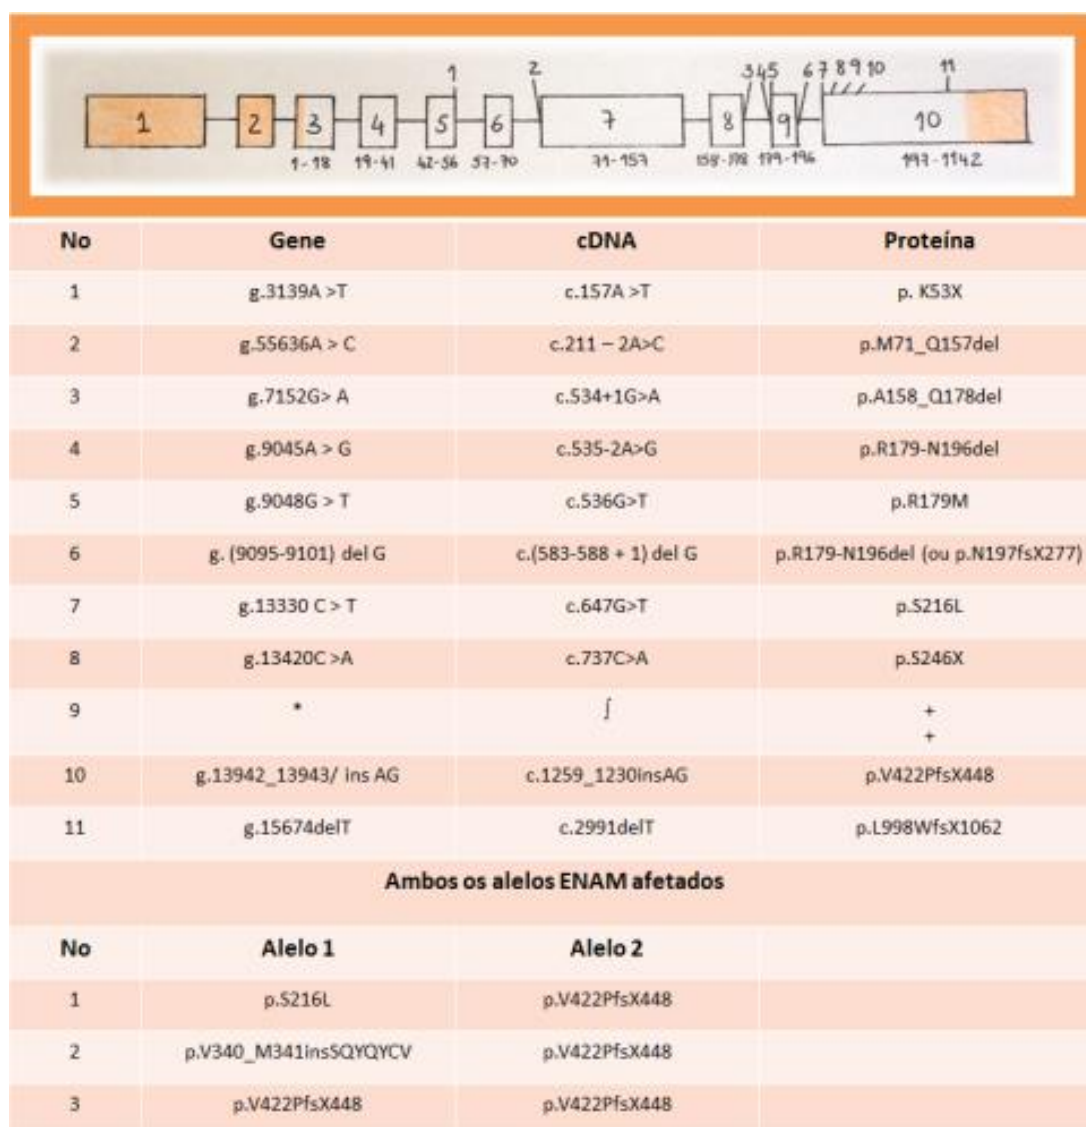 1 2 345 6 7 8 9 10 11
1 2 3 4 5 6 7 8 9 10
1-18 19-41 42-56 57-70 71-157 158-178 179-196 197-1142
No Gene cDNA Proteína
1 g.3139A >T c.157A >T p. K53X
2 g.55636A > C c.211 – 2A>C p.M71_Q157del
3 g.7152G> A c.534+1G>A p.A158_Q178del
4 g.9045A > G c.535-2A>G p.R179-N196del
5 g.9048G > T c.536G>T p.R179M
6 g. (9095-9101) del G c.(583-588 + 1) del G p.R179-N196del (ou p.N197fsX277)
7 g.13330 C > T c.647G>T p.S216L
8 g.13420C >A c.737C>A p.S246X
9 * ∫ +
+
10 g.13942_13943/ ins AG c.1259_1230insAG p.V422PfsX448
11 g.15674delT c.2991delT p.L998WfsX1062
Ambos os alelos ENAM afetados
No Alelo 1 Alelo 2
1 p.S216L p.V422PfsX448
2 p.V340_M341insSQYQYCV p.V422PfsX448
3 p.V422PfsX448 p.V422PfsX448